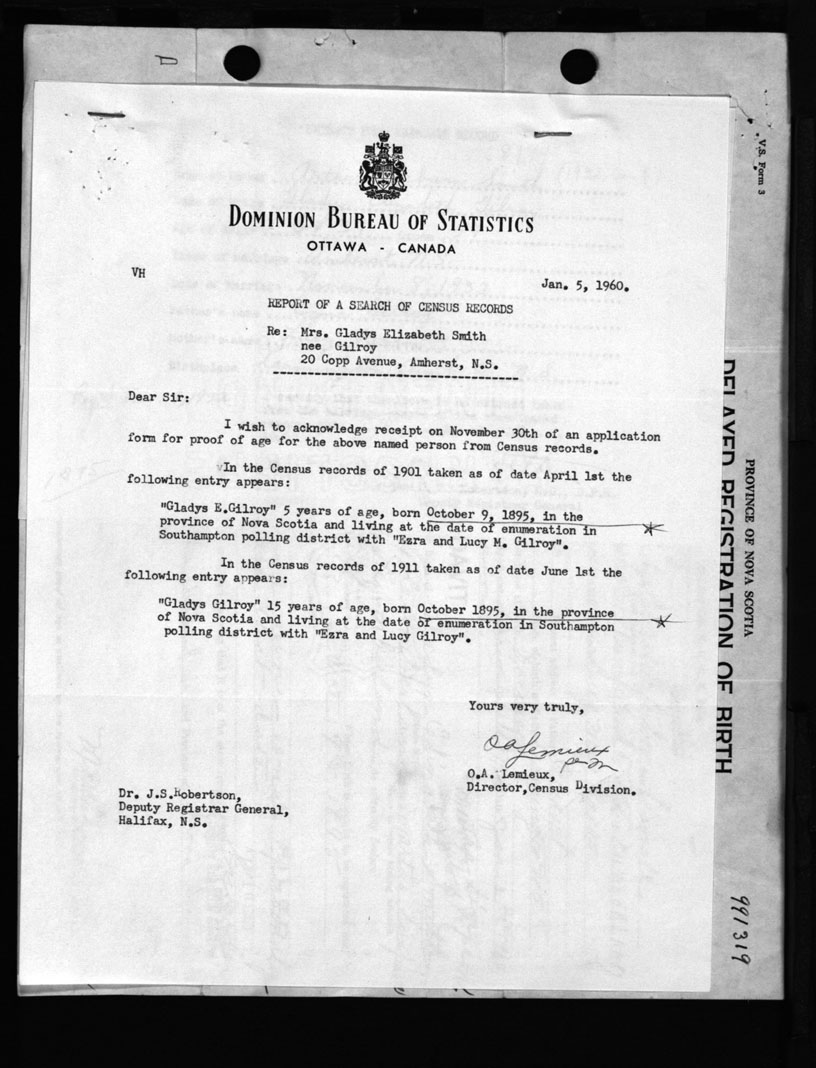 DOMINION BUREAU OF STATISTICS
OTTAWA - CANADA
VH
Jan. 5, 1960.
REPORT OF A SEARCH OF CENSUS RECORDS
Re: Mrs. Gladys Elizabeth Smith
nee Gilroy
20 Copp Avenue, Amherst, N.S.
Dear Sir:
I wish to acknowledge receipt on November 30th of an application
form for proof of age for the above named person from Census records.
In the Census records of 1901 taken as of date April 1st the
following entry appears:
"Gladys E.Gilroy" 5 years of age, born October 9, 1895, in the
province of Nova Scotia and living at the date of enumeration in
Southampton polling district with "Ezra and Lucy M. Gilroy".
In the Census records of 1911 taken as of date June 1st the
following entry appears:
"Gladys Gilroy" 15 years of age, born October 1895, in the province
of Nova Scotia and living at the date of enumeration in Southampton
polling district with "Ezra and Lucy Gilroy".
Yours very truly,
O A Lemieux
O.A. Lemieux,
Director,Census Division.
Dr. J.S.Robertson,
Deputy Registrar General,
Halifax, N.S.
V.S. Form 3
PROVINCE OF NOVA SCOTIA
DELAYED REGISTRATION OF BIRTH
991319